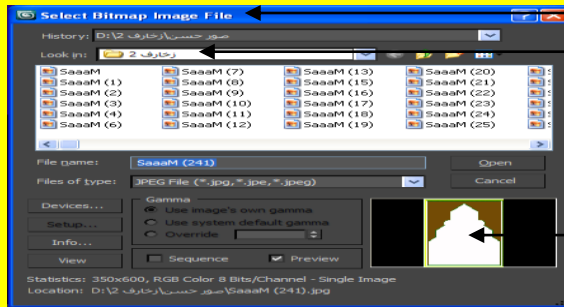 Select Bitmap Image File
History: D:\صور حسن\زخارف 2
Look in: زخارف 2
SaaaM SaaaM (7) SaaaM (13) SaaaM (20)
SaaaM (1) SaaaM (8) SaaaM (15) SaaaM (21)
SaaaM (2) SaaaM (9) SaaaM (16) SaaaM (22)
SaaaM (3) SaaaM (10) SaaaM (17) SaaaM (23)
SaaaM (4) SaaaM (11) SaaaM (18) SaaaM (24)
SaaaM (6) SaaaM (12) SaaaM (19) SaaaM (25)
File name: SaaaM (241) Open
Files of type: JPEG File (*.jpg,*.jpe,*.jpeg) Cancel
Devices... Gamma
Use image's own gamma
Setup... Use system default gamma
Override
Info...
View Sequence Preview
Statistics: 350x600, RGB Color 8 Bits/Channel - Single Image
Location: D:\صور حسن\زخارف 2\SaaaM (241).jpg